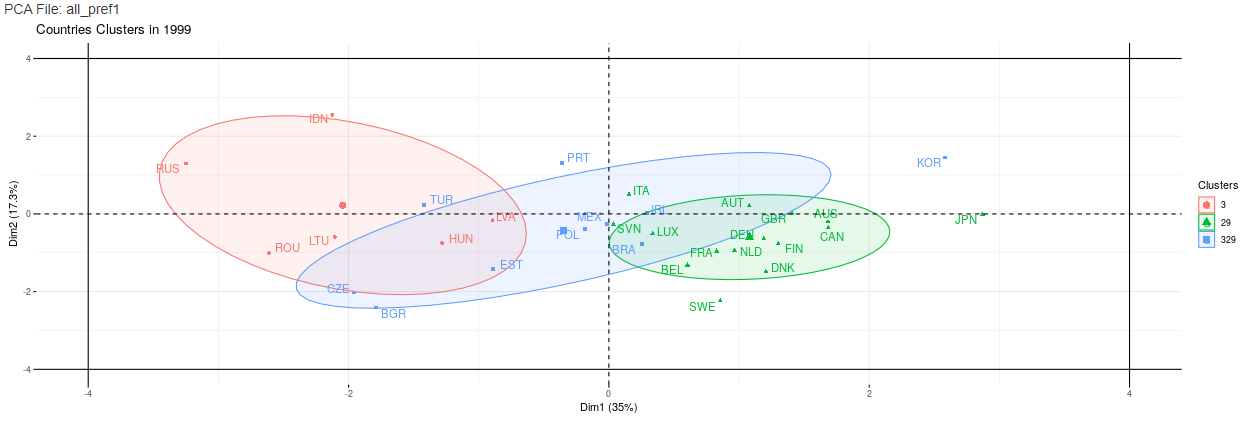 PCA File: all_pref1
Countries Clusters in 1999
4
IDN
2
PRT
KOR
RUS
Clusters
ITA
3
TUR
AUT
IRL
AUS
29
LVA
MEX
GBR
JPN
0
SVN
LUX
329
POL
DEU
CAN
LTU
HUN
ROU
BRA
FRA
NLD
FIN
EST
BEL
DNK
CZE
-2
SWE
BGR
-4
-4
-2
0
2
4
Dim1 (35%)
Dim2 (17.3%)